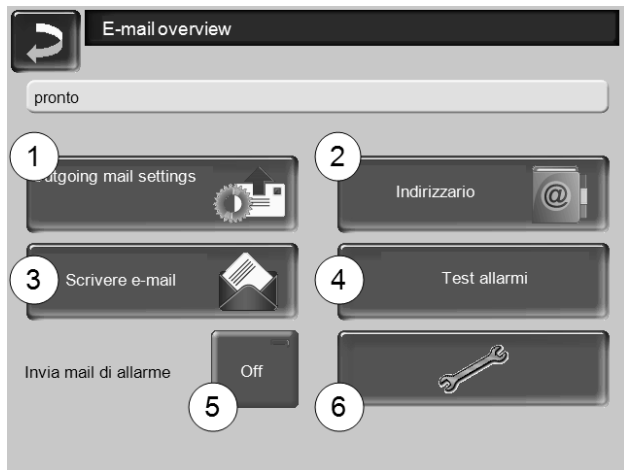 E-mail overview
pronto
1
utgoing mail settings
2
Indirizzario
@
3
Scrivere e-mail
4
Test allarmi
Invia mail di allarme
Off
5
6